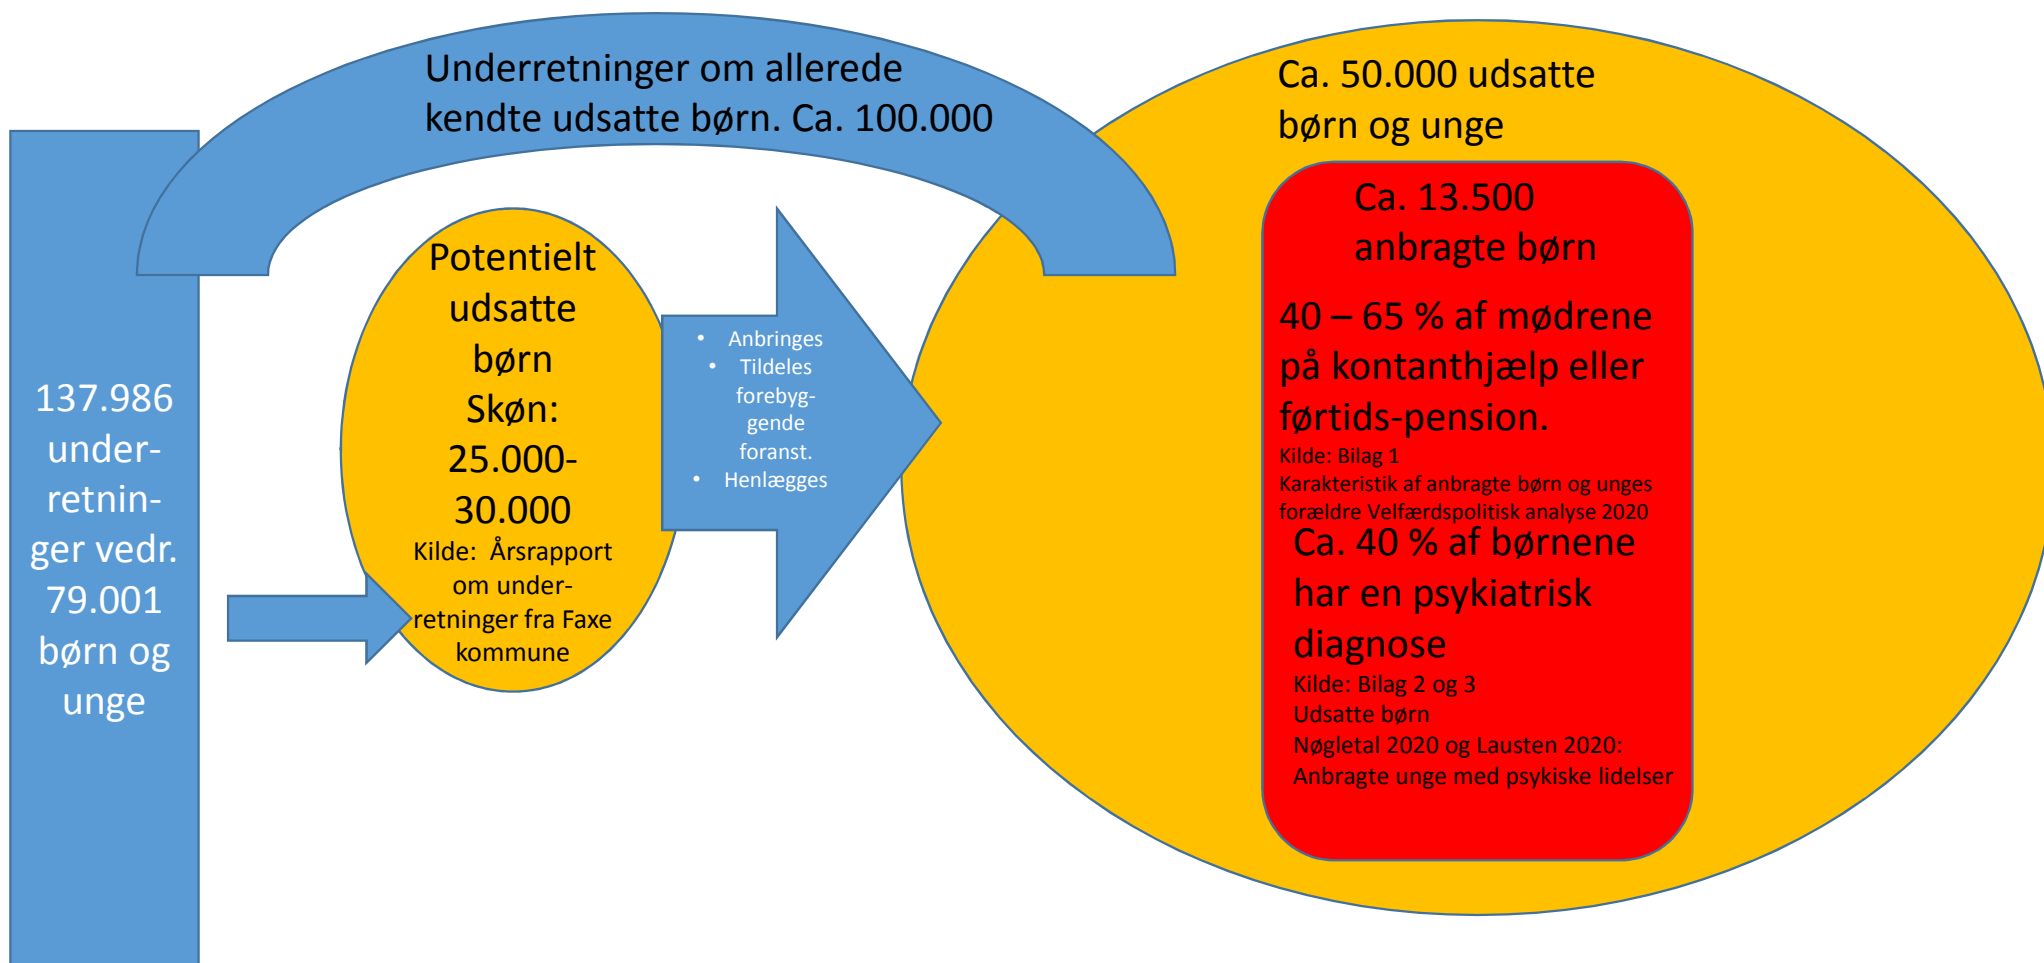 Underretninger om allerede
kendte udsatte børn. Ca. 100.000
137.986
under-
retnin-
ger vedr.
79.001
børn og
unge
Potentielt
udsatte
børn
Skøn:
25.000-
30.000
Kilde: Årsrapport
om under-
retninger fra Faxe
kommune
• Anbringes
• Tildeles
forebyg-
gende
foranst.
• Henlægges
Ca. 50.000 udsatte
børn og unge
Ca. 13.500
anbragte børn
40 – 65 % af mødrene
på kontanthjælp eller
førtids-pension.
Kilde: Bilag 1
Karakteristik af anbragte børn og unges
forældre Velfærdspolitisk analyse 2020
Ca. 40 % af børnene
har en psykiatrisk
diagnose
Kilde: Bilag 2 og 3
Udsatte børn
Nøgletal 2020 og Lausten 2020:
Anbragte unge med psykiske lidelser